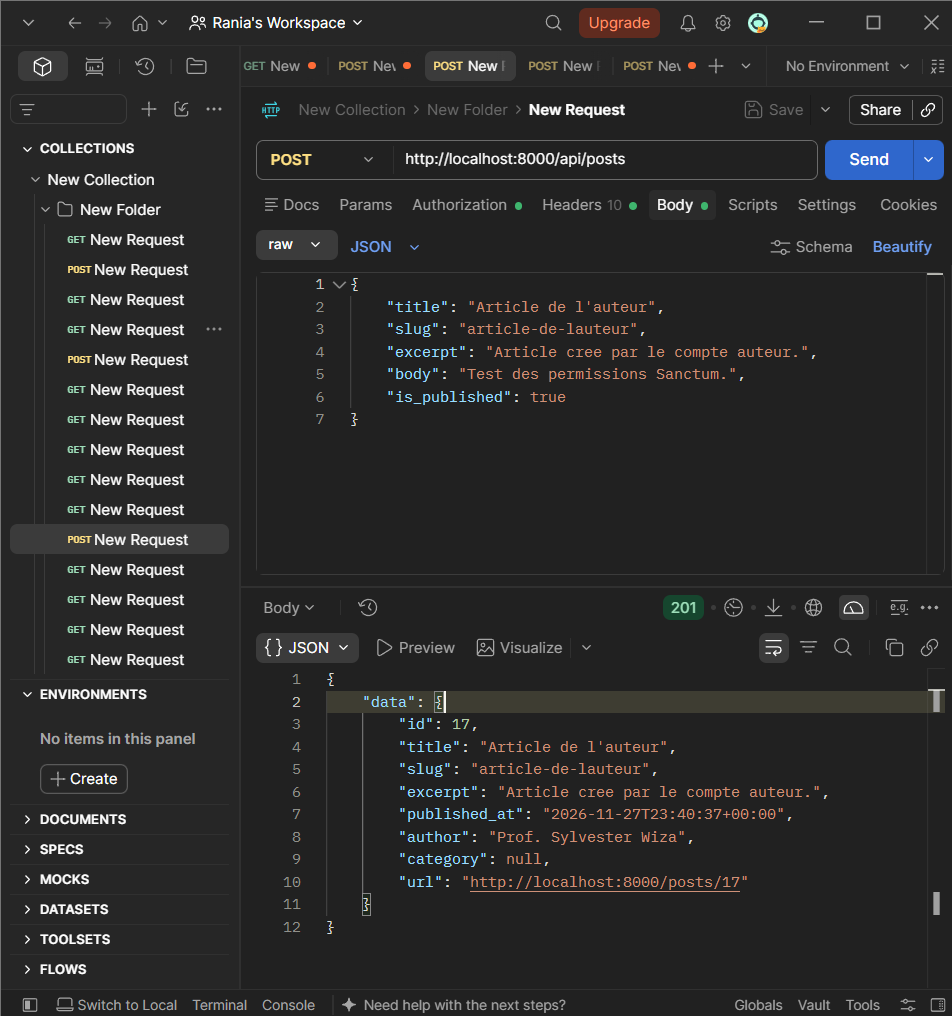 Rania's Workspace
Upgrade
GET New
POST Nev
POST New
POST New
POST Nev
No Environment
HTTP New Collection > New Folder > New Request
Save
Share
POST
http://localhost:8000/api/posts
Send
Docs
Params
Authorization
Headers 10
Body
Scripts
Settings
Cookies
raw
JSON
Schema
Beautify
1 {
2 "title": "Article de l'auteur",
3 "slug": "article-de-lauteur",
4 "excerpt": "Article cree par le compte auteur.",
5 "body": "Test des permissions Sanctum.",
6 "is_published": true
7 }
COLLECTIONS
New Collection
New Folder
GET New Request
POST New Request
GET New Request
GET New Request
POST New Request
GET New Request
GET New Request
GET New Request
GET New Request
GET New Request
POST New Request
GET New Request
GET New Request
GET New Request
GET New Request
ENVIRONMENTS
No items in this panel
Create
DOCUMENTS
SPECS
MOCKS
DATASETS
TOOLSETS
FLOWS
Body
201
e.g.
{} JSON
Preview
Visualize
1 {
2 "data": {
3 "id": 17,
4 "title": "Article de l'auteur",
5 "slug": "article-de-lauteur",
6 "excerpt": "Article cree par le compte auteur.",
7 "published_at": "2026-11-27T23:40:37+00:00",
8 "author": "Prof. Sylvester Wiza",
9 "category": null,
10 "url": "http://localhost:8000/posts/17"
11 }
12 }
Switch to Local
Terminal
Console
Need help with the next steps?
Globals
Vault
Tools